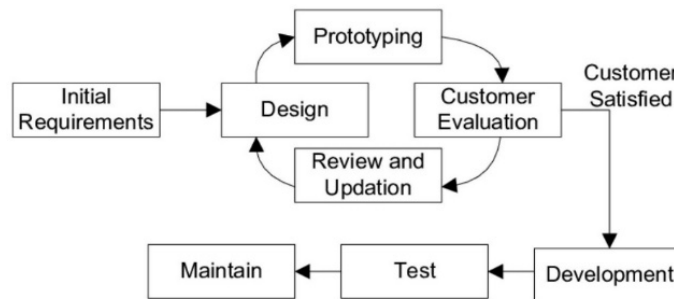 Prototyping
Customer
Satisfied
Initial
Requirements
Design
Customer
Evaluation
Review and
Updation
Maintain
Test
Development